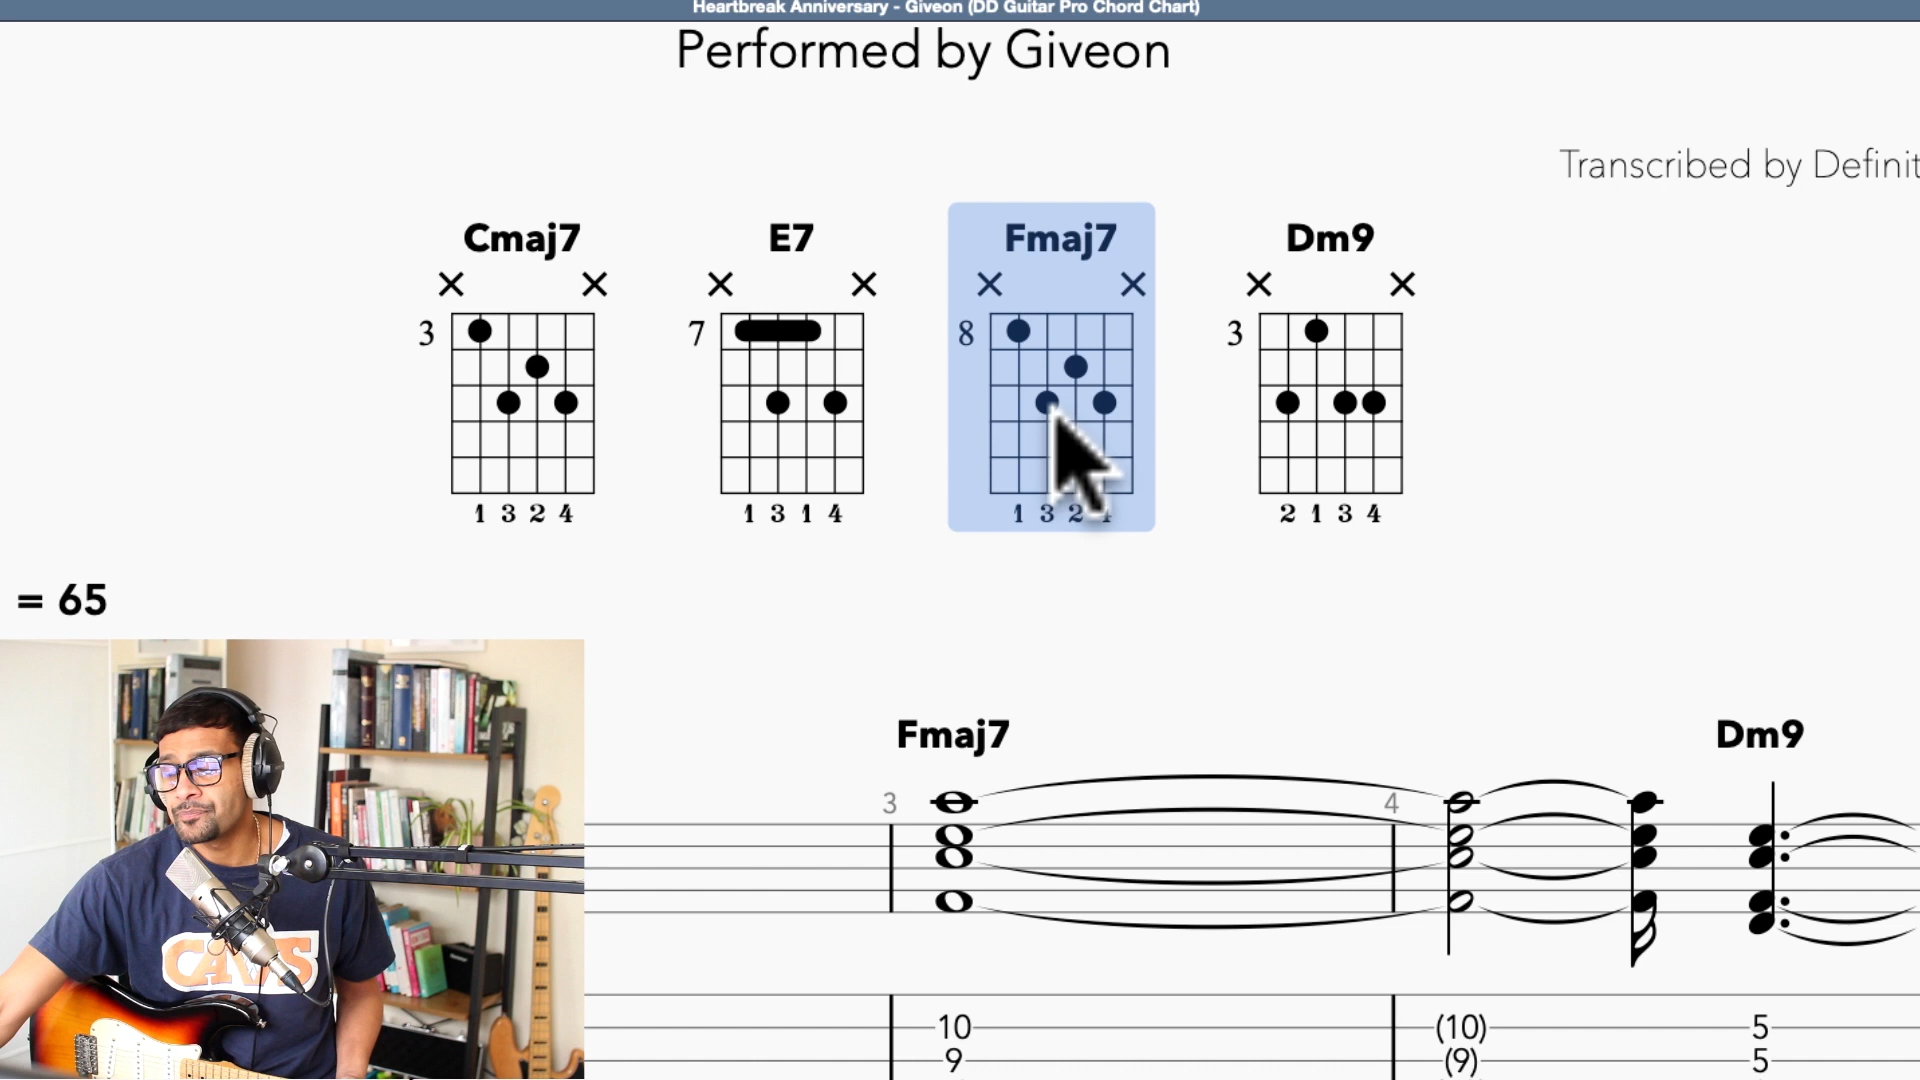 Heartbreak Anniversary - Giveon (DD Guitar Pro Chord Chart)
Performed by Giveon
Transcribed by Definit
Cmaj7 E7 Fmaj7 Dm9
3 7 8 3
1 3 2 4 1 3 1 4 1 3 2 2 1 3 4
= 65
Fmaj7 Dm9
3 4
CAVS
10 (10) 5
9 (9) 5